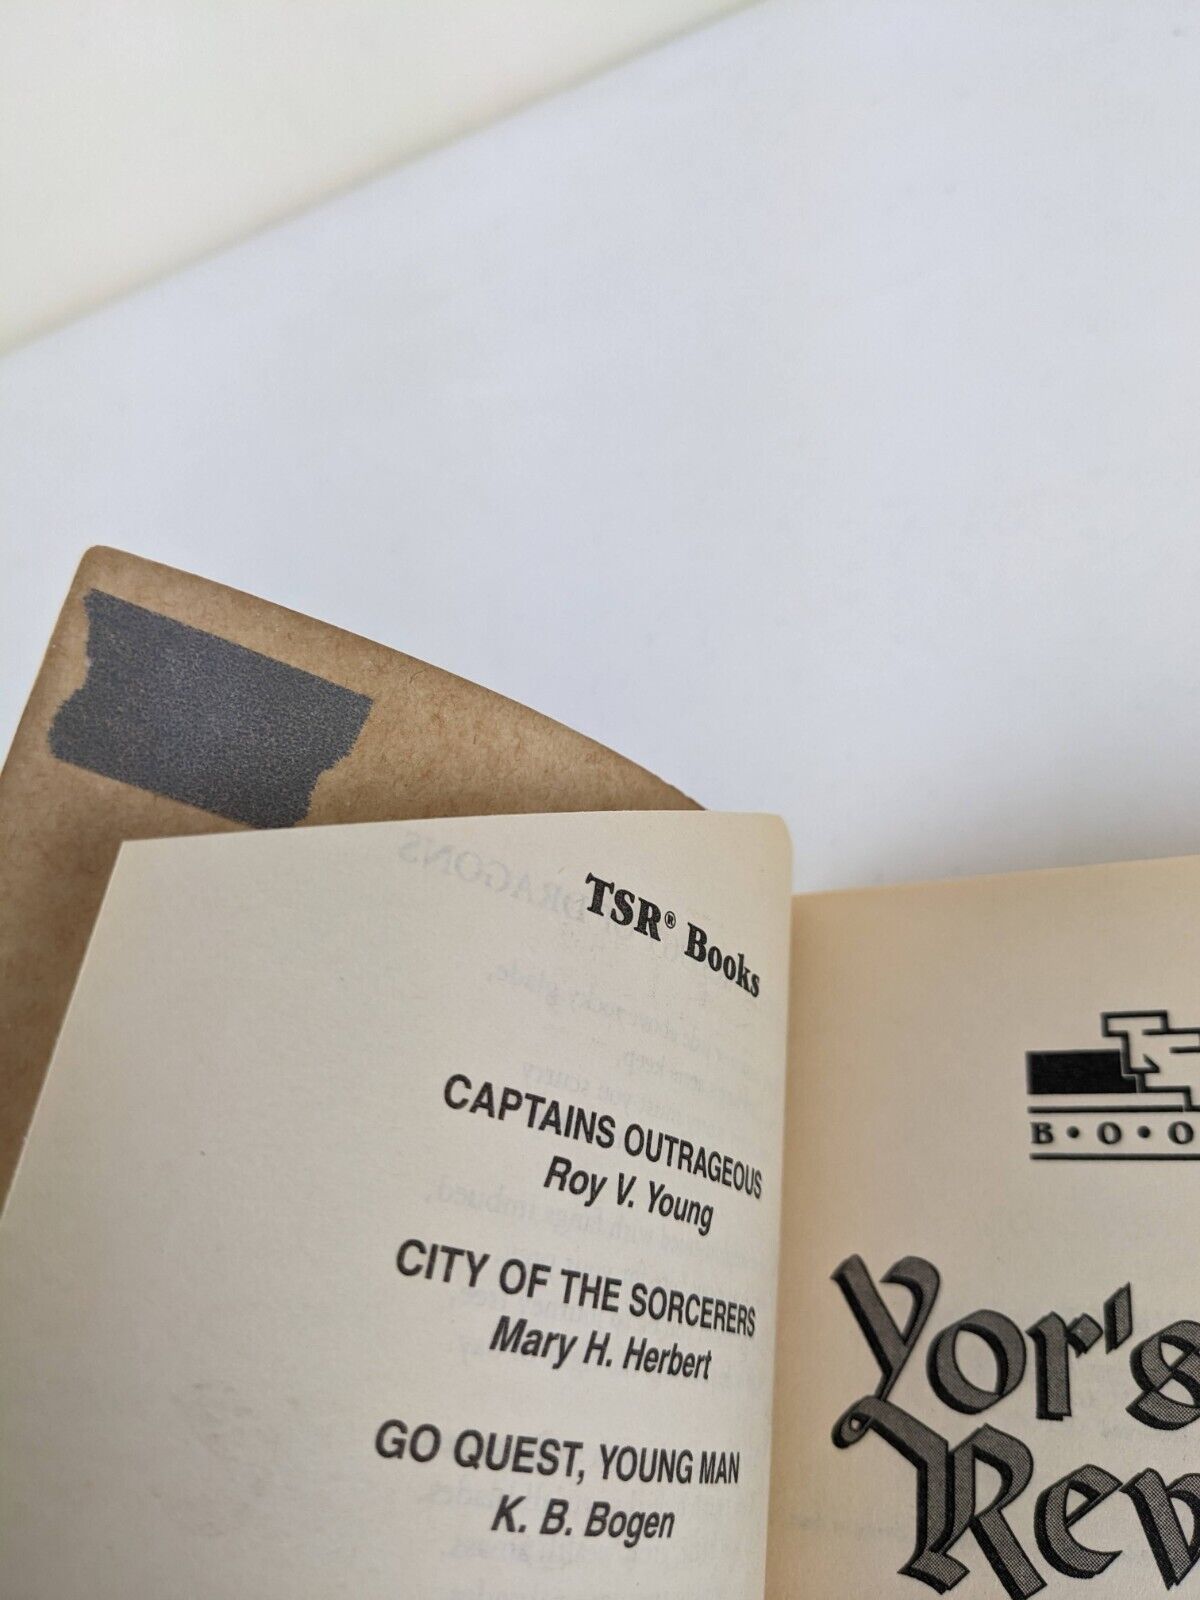 TSR® Books
CAPTAINS OUTRAGEOUS
Roy V. Young
CITY OF THE SORCERERS
Mary H. Herbert
GO QUEST, YOUNG MAN
K. B. Bogen
B•O•O
Yor's
Rev
DRAGONS